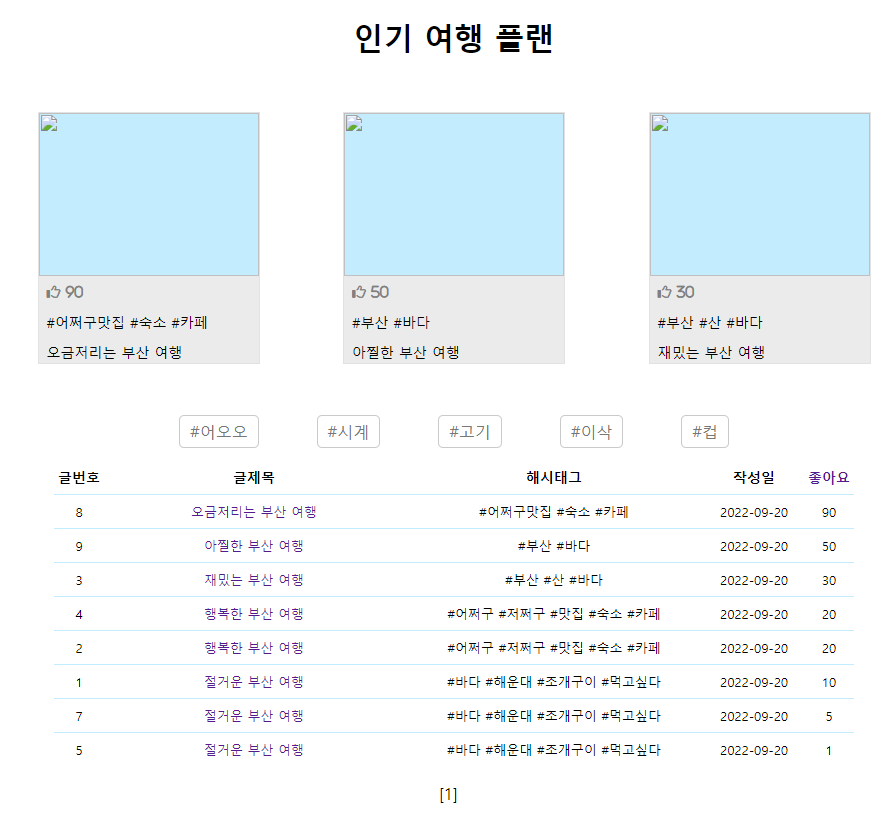 인기 여행 플랜
90 50 30
#어쩌구맛집 #숙소 #카페 #부산 #바다 #부산 #산 #바다
오금저리는 부산 여행 아찔한 부산 여행 재밌는 부산 여행
#어오오 #시계 #고기 #이삭 #컵
글번호 글제목 해시태그 작성일 좋아요
8 오금저리는 부산 여행 #어쩌구맛집 #숙소 #카페 2022-09-20 90
9 아찔한 부산 여행 #부산 #바다 2022-09-20 50
3 재밌는 부산 여행 #부산 #산 #바다 2022-09-20 30
4 행복한 부산 여행 #어쩌구 #저쩌구 #맛집 #숙소 #카페 2022-09-20 20
2 행복한 부산 여행 #어쩌구 #저쩌구 #맛집 #숙소 #카페 2022-09-20 20
1 절거운 부산 여행 #바다 #해운대 #조개구이 #먹고싶다 2022-09-20 10
7 절거운 부산 여행 #바다 #해운대 #조개구이 #먹고싶다 2022-09-20 5
5 절거운 부산 여행 #바다 #해운대 #조개구이 #먹고싶다 2022-09-20 1
[1]